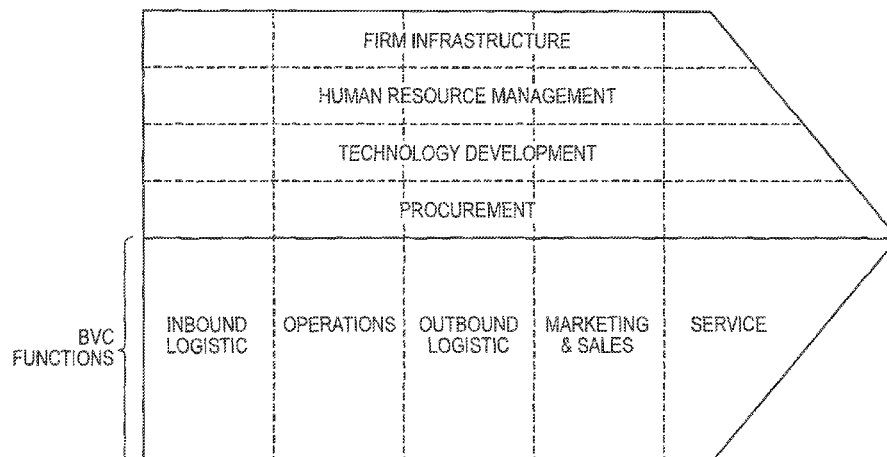 FIRM INFRASTRUCTURE
HUMAN RESOURCE MANAGEMENT
TECHNOLOGY DEVELOPMENT
PROCUREMENT
BVC
FUNCTIONS
INBOUND
LOGISTIC
OPERATIONS
OUTBOUND
LOGISTIC
MARKETING
& SALES
SERVICE